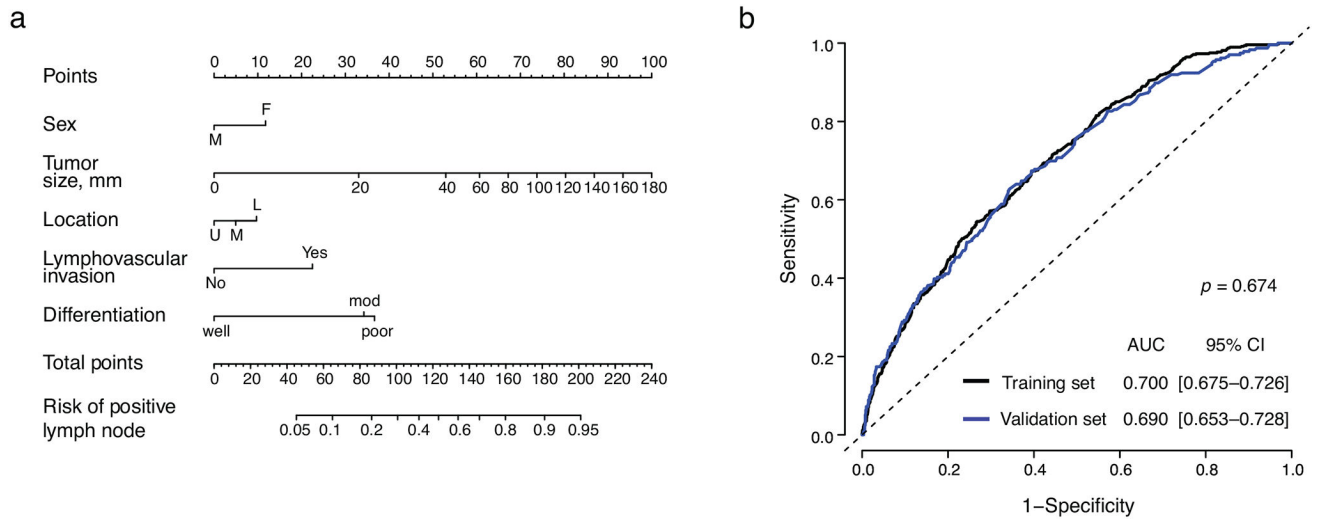 a
0 10 20 30 40 50 60 70 80 90 100
Points
F
Sex
M
Tumor
size, mm
0 20 40 60 80 100 120 140 160 180
L
Location
U M
Lymphovascular
invasion
Yes
No
mod
Differentiation
well poor
Total points
0 20 40 60 80 100 120 140 160 180 200 220 240
Risk of positive
lymph node
0.05 0.1 0.2 0.4 0.6 0.8 0.9 0.95
b
1.0
0.8
0.6
0.4
0.2
0.0
Sensitivity
p = 0.674
AUC 95% CI
Training set 0.700 [0.675–0.726]
Validation set 0.690 [0.653–0.728]
0.0 0.2 0.4 0.6 0.8 1.0
1−Specificity